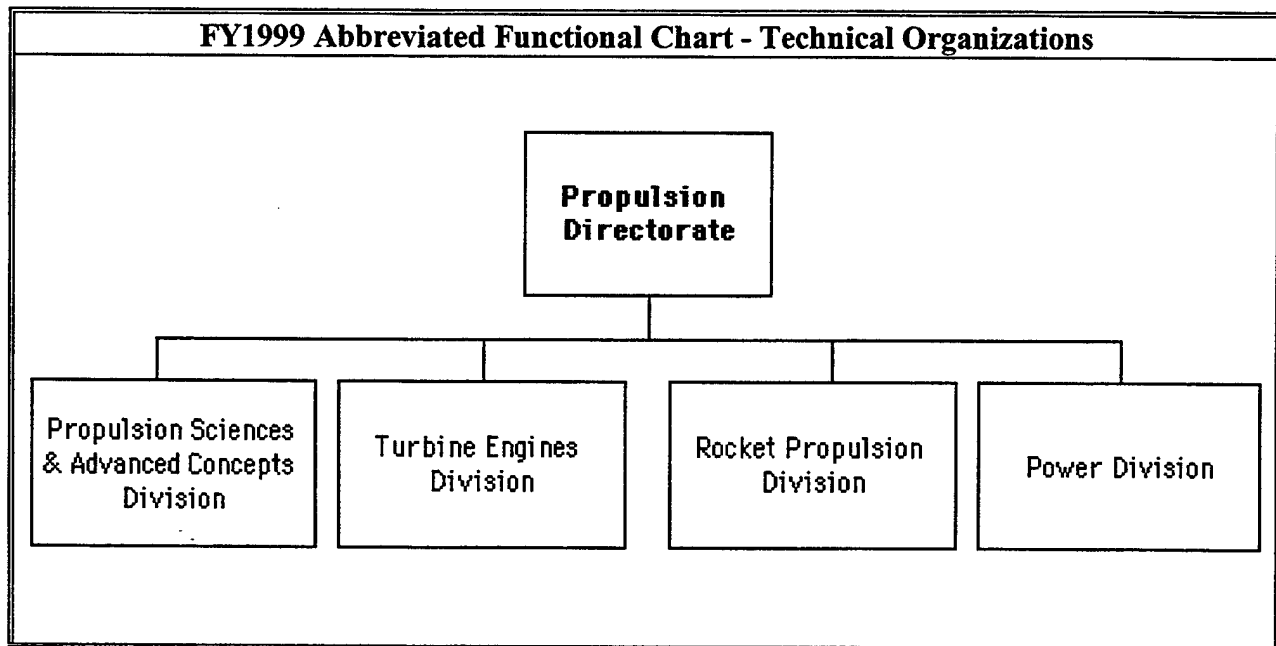 FY1999 Abbreviated Functional Chart - Technical Organizations
Propulsion
Directorate
Propulsion Sciences
& Advanced Concepts
Division
Turbine Engines
Division
Rocket Propulsion
Division
Power Division